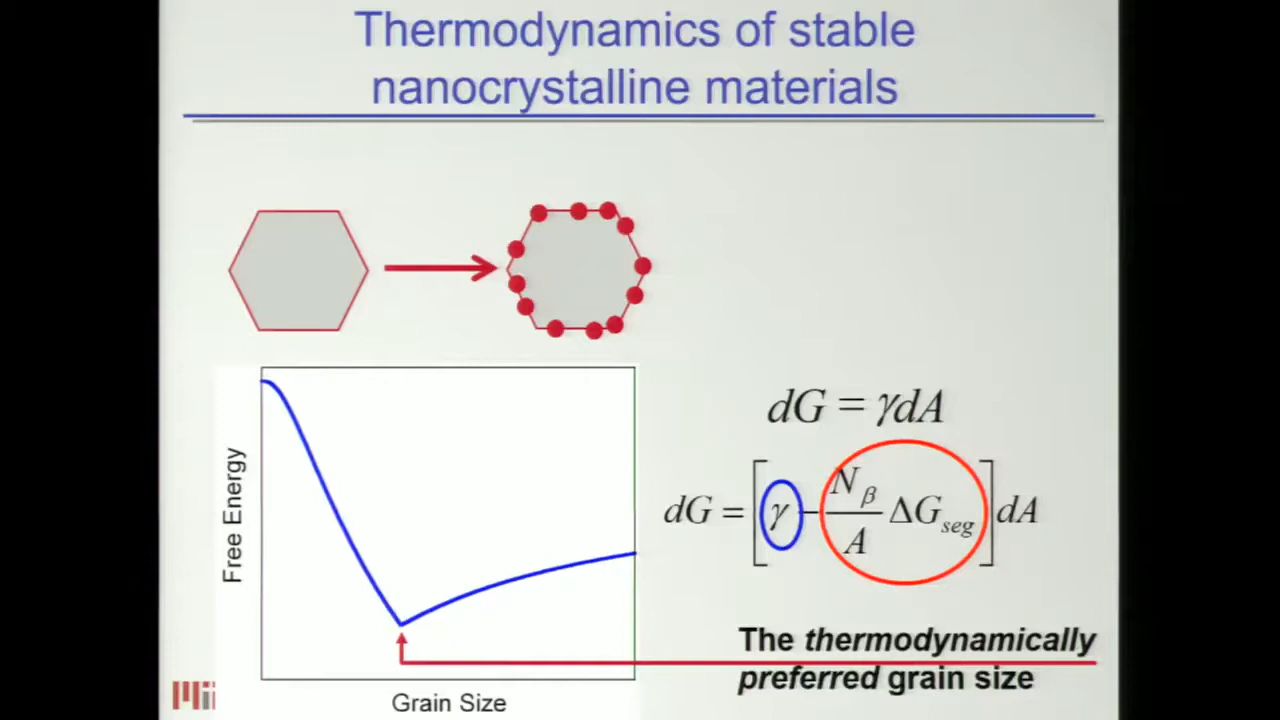 Thermodynamics of stable
nanocrystalline materials
Free Energy
Grain Size
dG = γdA
dG = [γ - N_β/A ΔG_seg] dA
The thermodynamically
preferred grain size